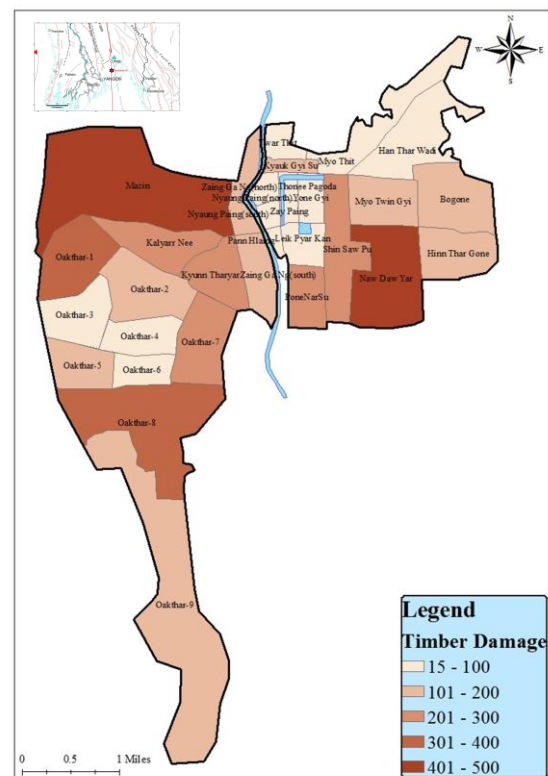 N
W E
S
YANGON
Twar Thit
Han Thar Wadi
Kyauk Gyi Su
Myo Thit
Mazin
Zaing Ga Ng(north)
Thonee Pagoda
Nyaung Zaing(north)
Yone Gyi
Myo Twin Gyi
Bogone
Nyaung Paing(south)
Zay Paing
Kalyarr Nee
Pann Hlaing
Leik Pyar Kan
Oakthar-1
Shin Saw Pu
Hinn Thar Gone
Kyunn Tharyar
Zaing Ga Ng(south)
Naw Daw Yar
Oakthar-2
PoneNarSu
Oakthar-3
Oakthar-4
Oakthar-7
Oakthar-5
Oakthar-6
Oakthar-8
Oakthar-9
Legend
Timber Damage
15 - 100
101 - 200
201 - 300
301 - 400
401 - 500
0 0.5 1 Miles